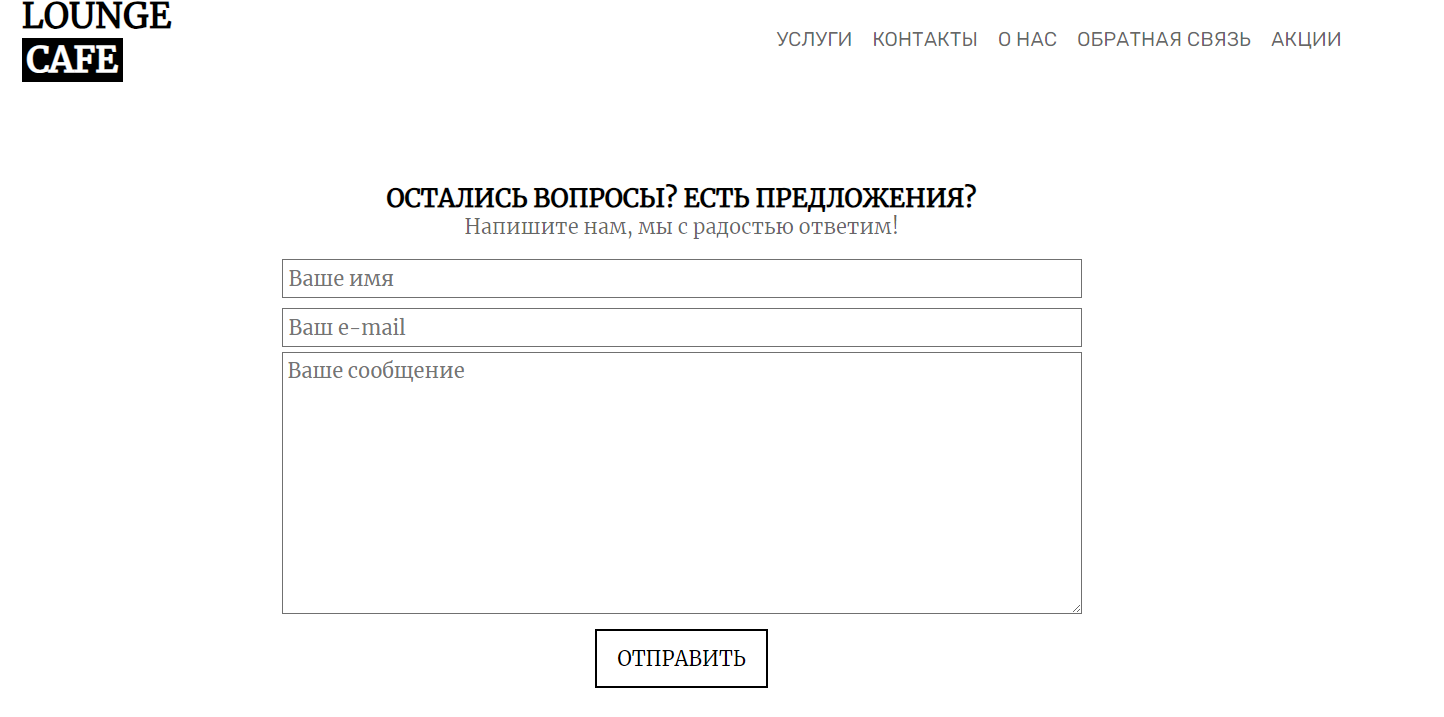 LOUNGE
CAFE
УСЛУГИ КОНТАКТЫ О НАС ОБРАТНАЯ СВЯЗЬ АКЦИИ
ОСТАЛИСЬ ВОПРОСЫ? ЕСТЬ ПРЕДЛОЖЕНИЯ?
Напишите нам, мы с радостью ответим!
Ваше имя
Ваш e-mail
Ваше сообщение
ОТПРАВИТЬ